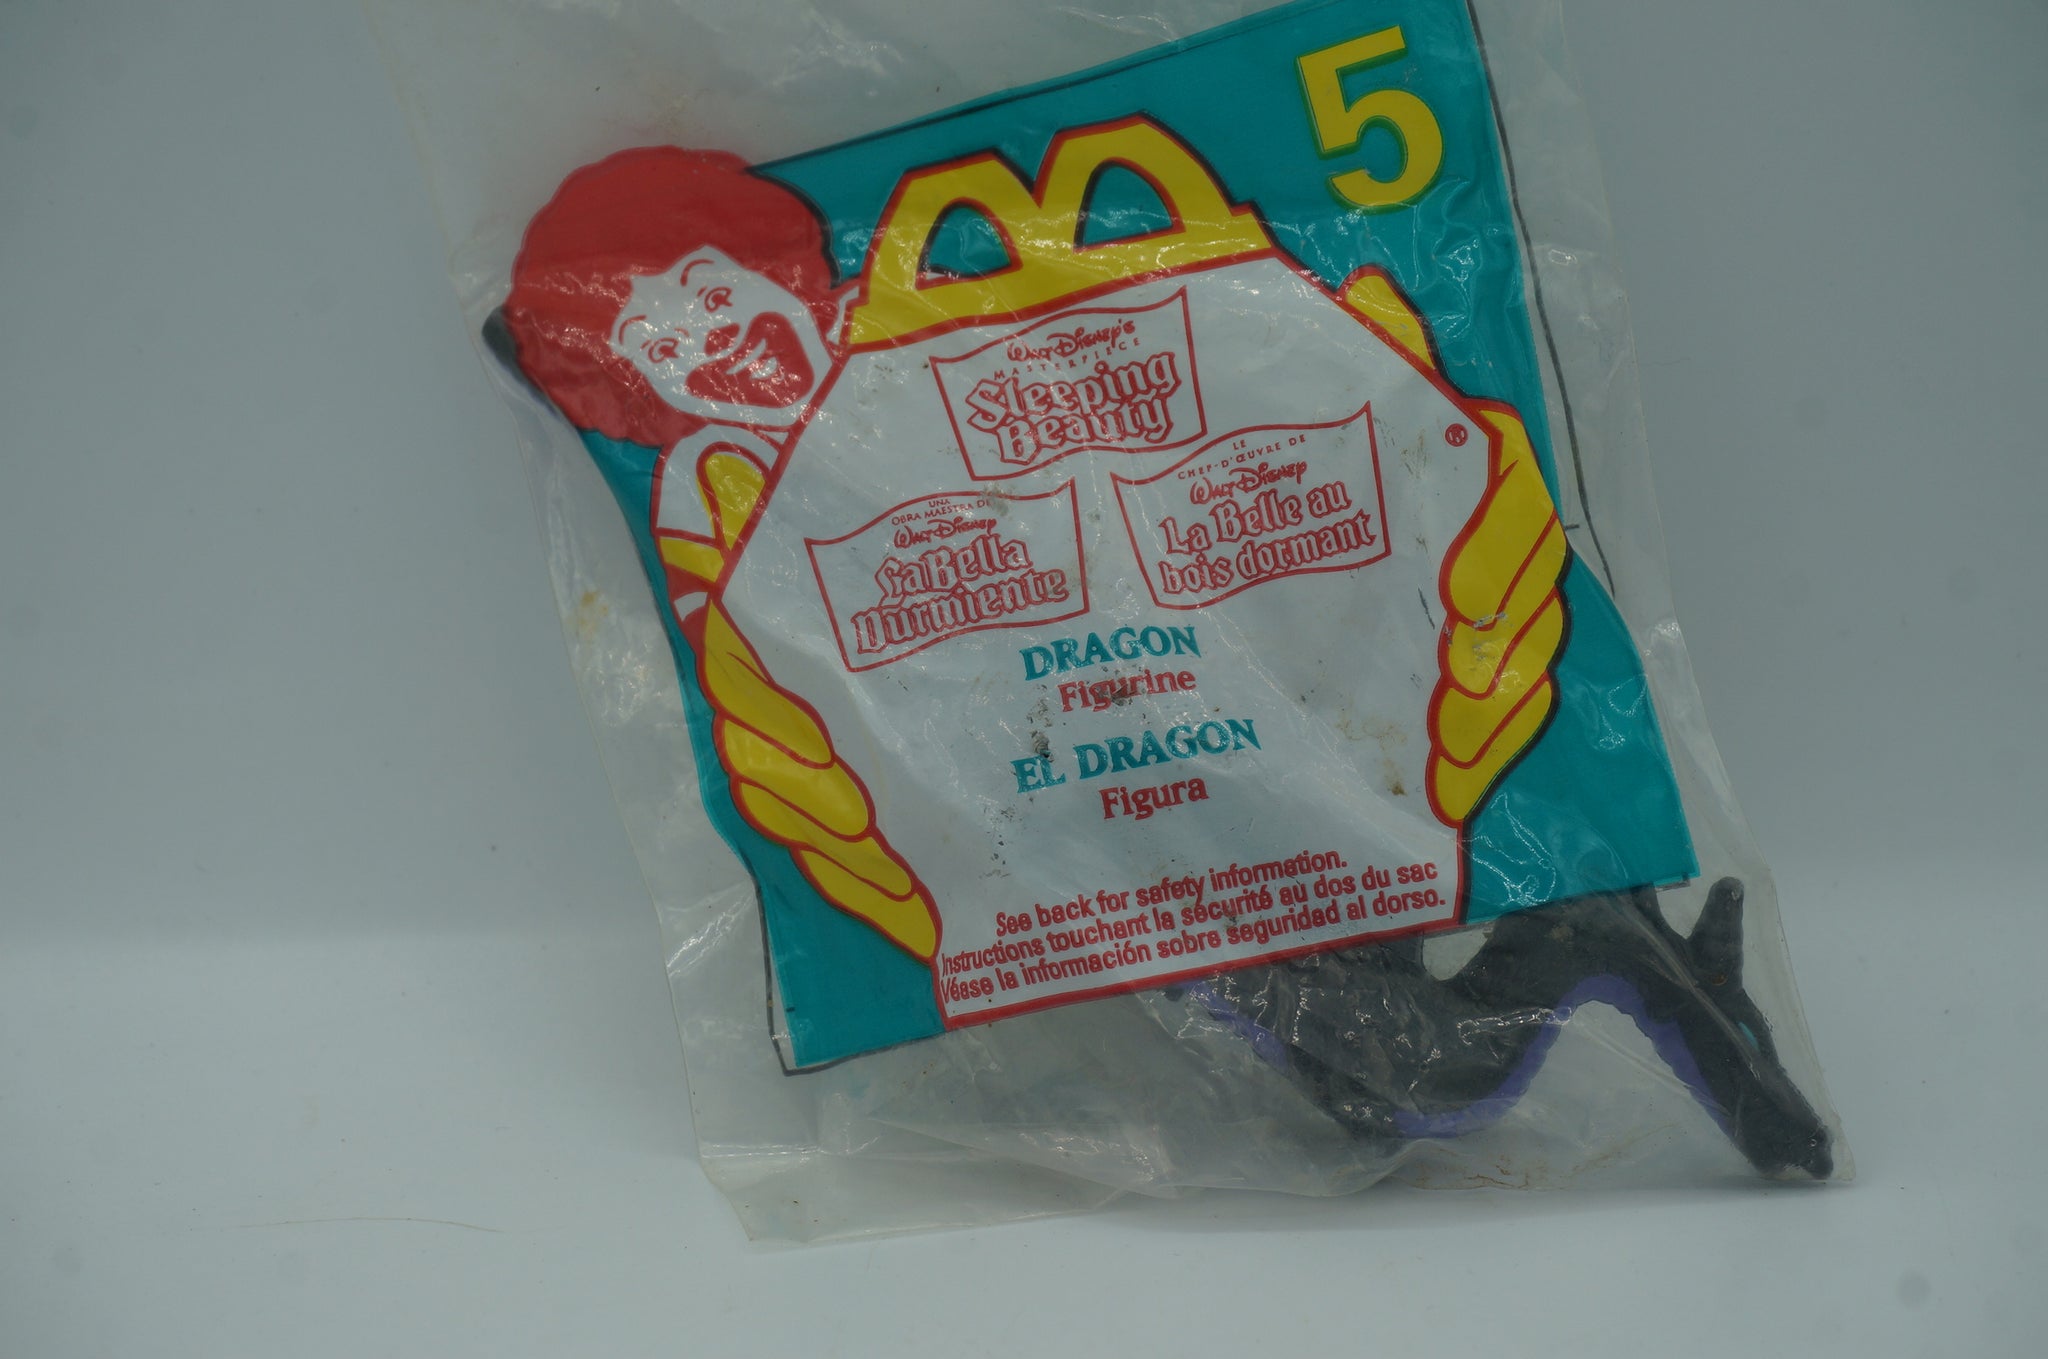 5
WALT DISNEY'S
MASTERPIECE
Sleeping
Beauty
®
UNA
OBRA MAESTRA DE
WALT DISNEY
La Bella
Durmiente
LE
CHEF-D'ŒUVRE DE
WALT DISNEY
La Belle au
bois dormant
DRAGON
Figurine
EL DRAGON
Figura
See back for safety information.
Instructions touchant la sécurité au dos du sac
Véase la información sobre seguridad al dorso.